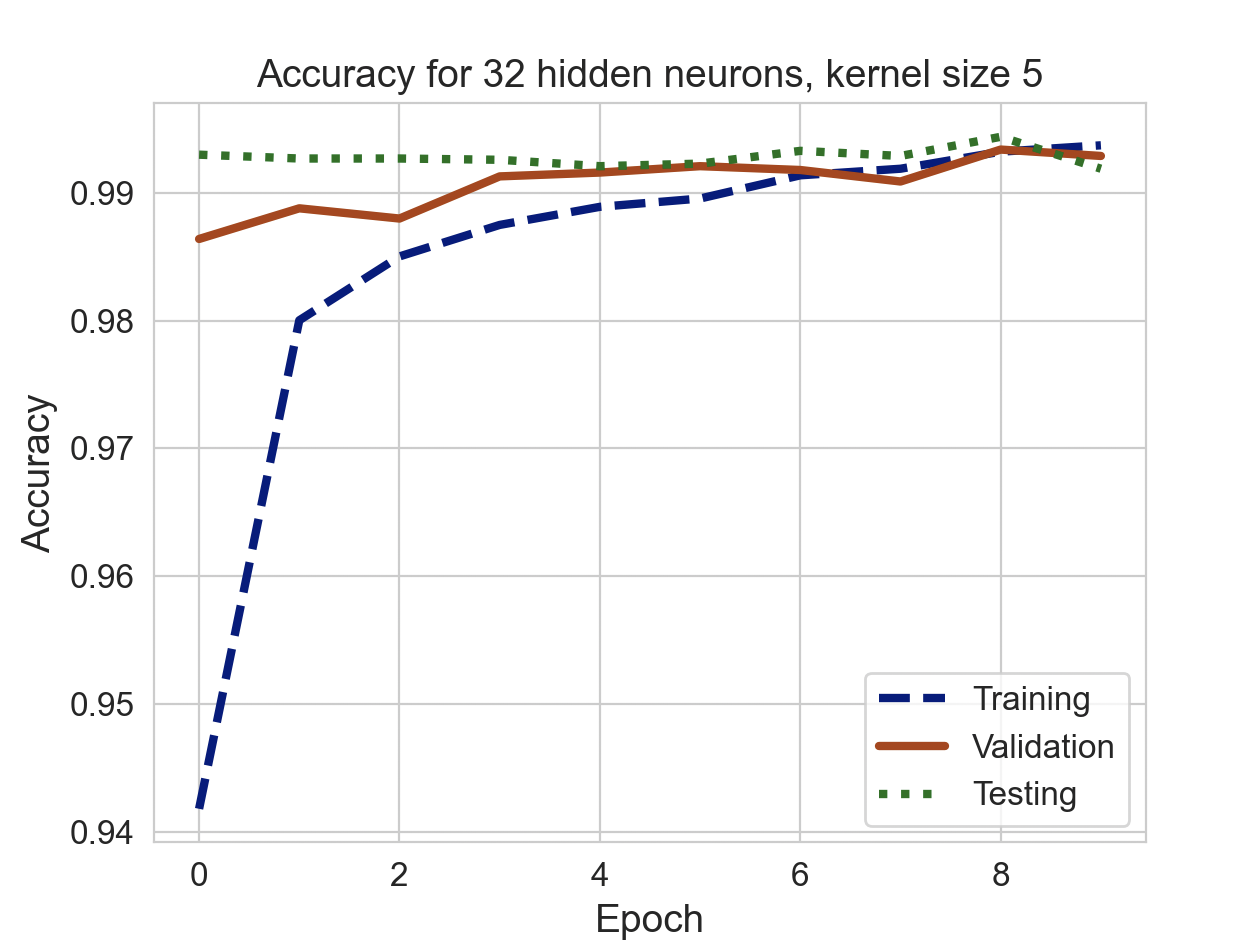 Accuracy for 32 hidden neurons, kernel size 5
Accuracy
0.99
0.98
0.97
0.96
0.95
0.94
0 2 4 6 8
Epoch
Training
Validation
Testing